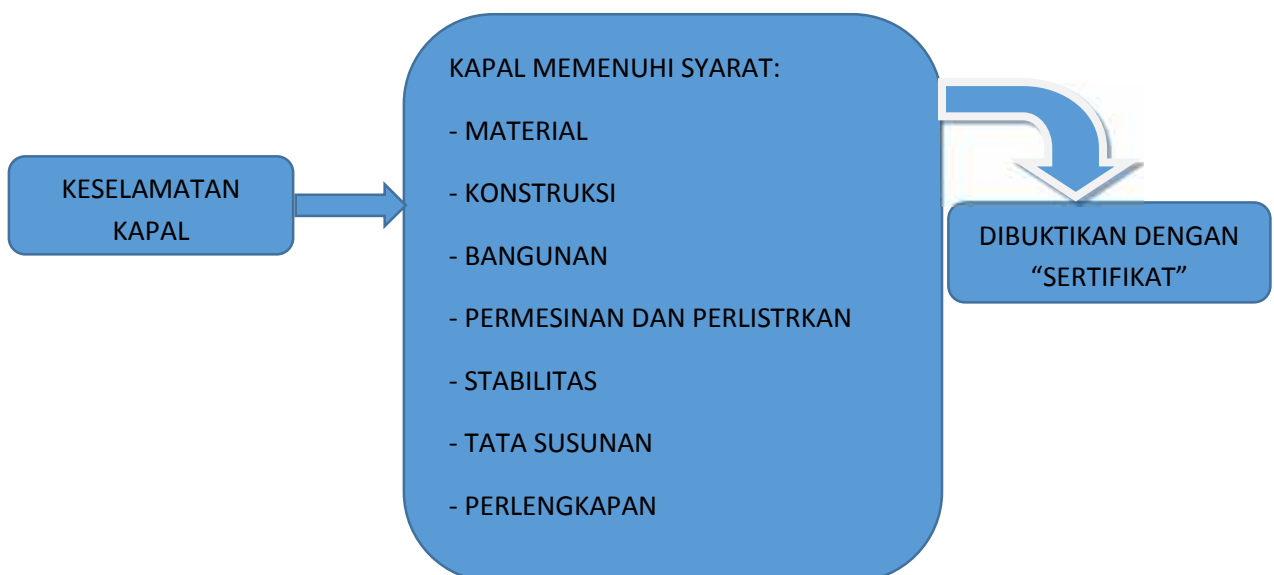 KESELAMATAN
KAPAL
KAPAL MEMENUHI SYARAT:
- MATERIAL
- KONSTRUKSI
- BANGUNAN
- PERMESINAN DAN PERLISTRKAN
- STABILITAS
- TATA SUSUNAN
- PERLENGKAPAN
DIBUKTIKAN DENGAN
“SERTIFIKAT”